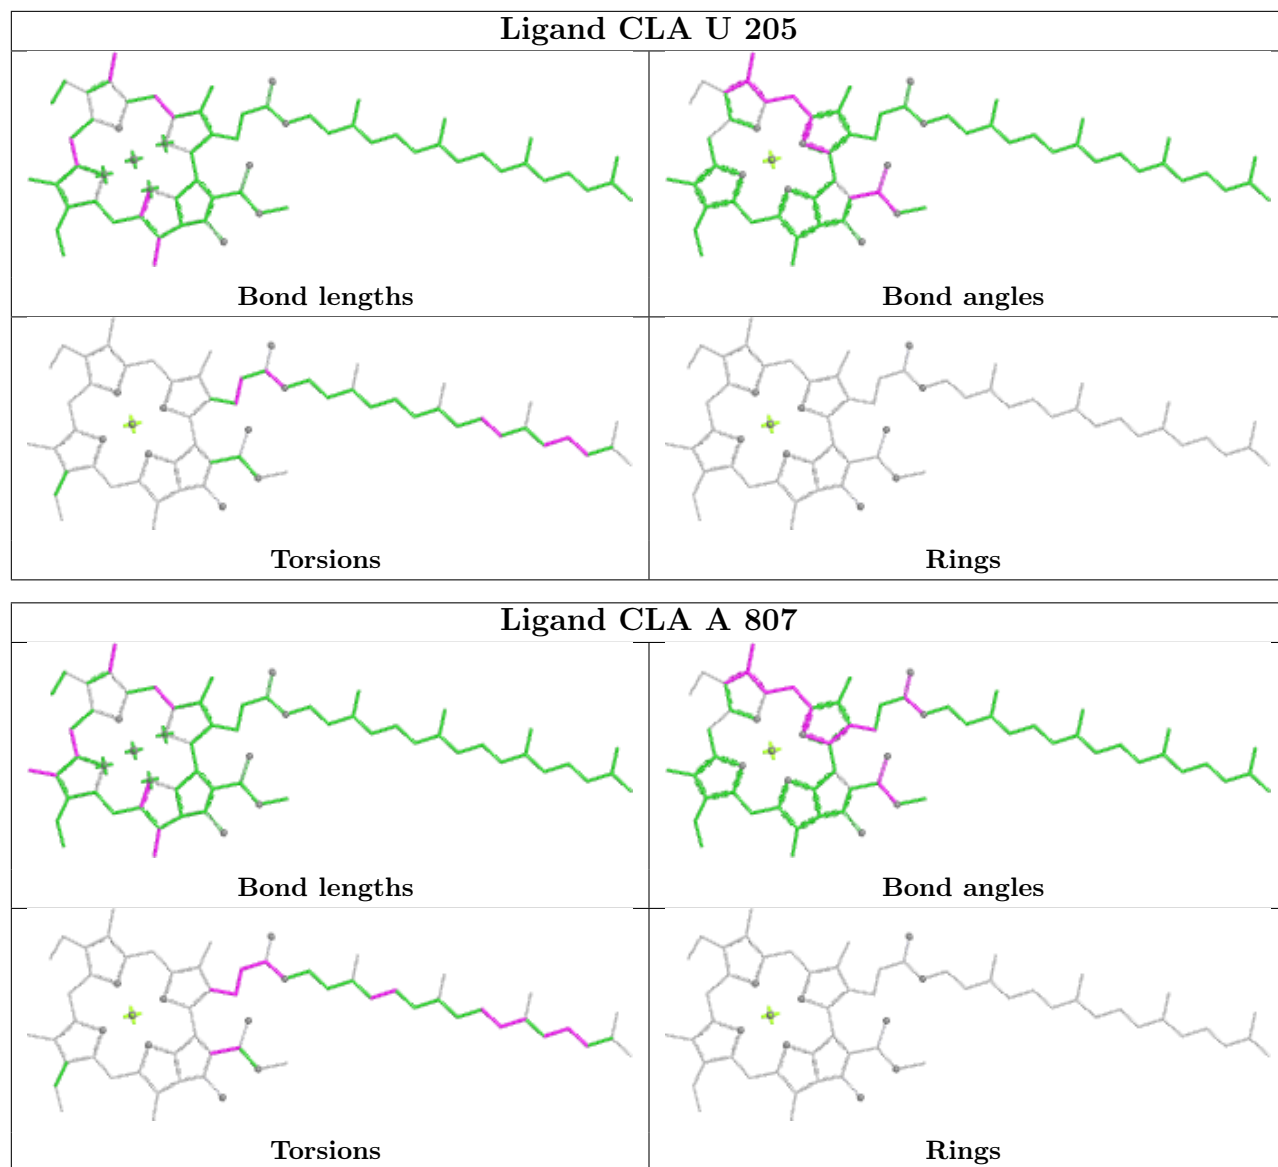 Ligand CLA U 205
Bond lengths
Bond angles
Torsions
Rings
Ligand CLA A 807
Bond lengths
Bond angles
Torsions
Rings